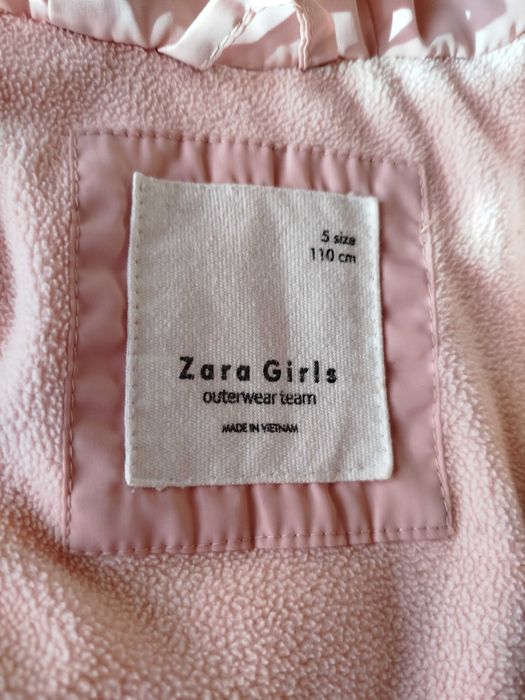 5 size
110 cm
Zara Girls
outerwear team
MADE IN VIETNAM